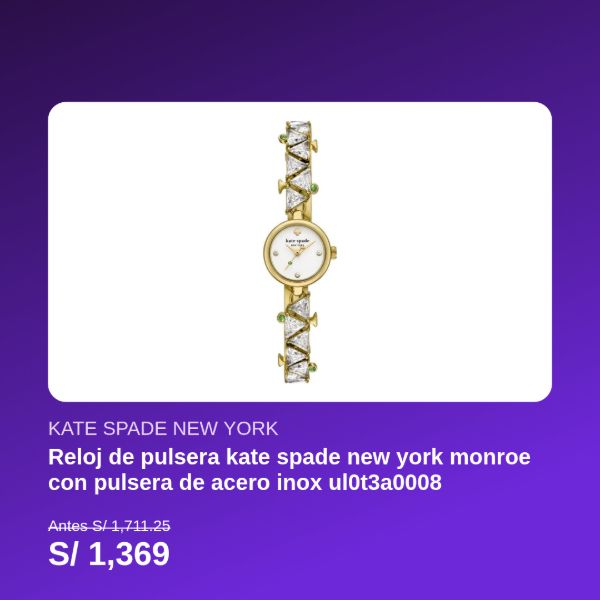 kate spade
NEW YORK
KATE SPADE NEW YORK
Reloj de pulsera kate spade new york monroe
con pulsera de acero inox ul0t3a0008
Antes S/ 1,711.25
S/ 1,369